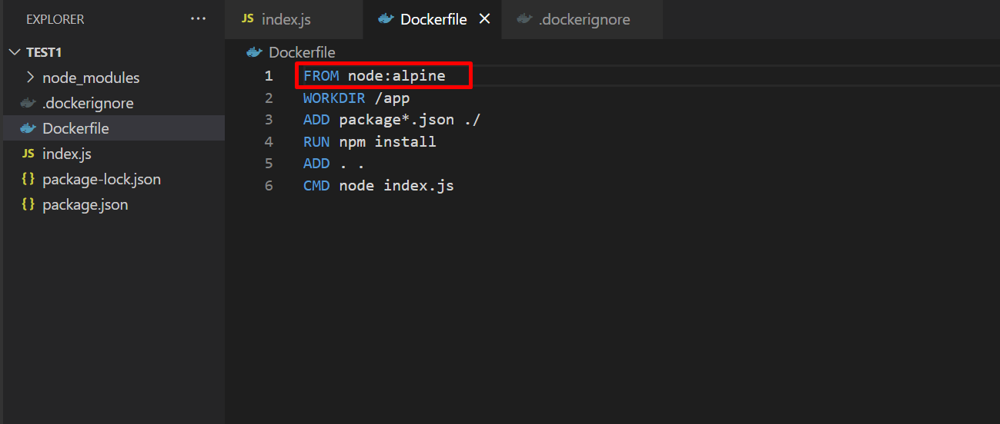 EXPLORER ···
TEST1
node_modules
.dockerignore
Dockerfile
JS index.js
{} package-lock.json
{} package.json
JS index.js
Dockerfile
.dockerignore
Dockerfile
1 FROM node:alpine
2 WORKDIR /app
3 ADD package*.json ./
4 RUN npm install
5 ADD . .
6 CMD node index.js